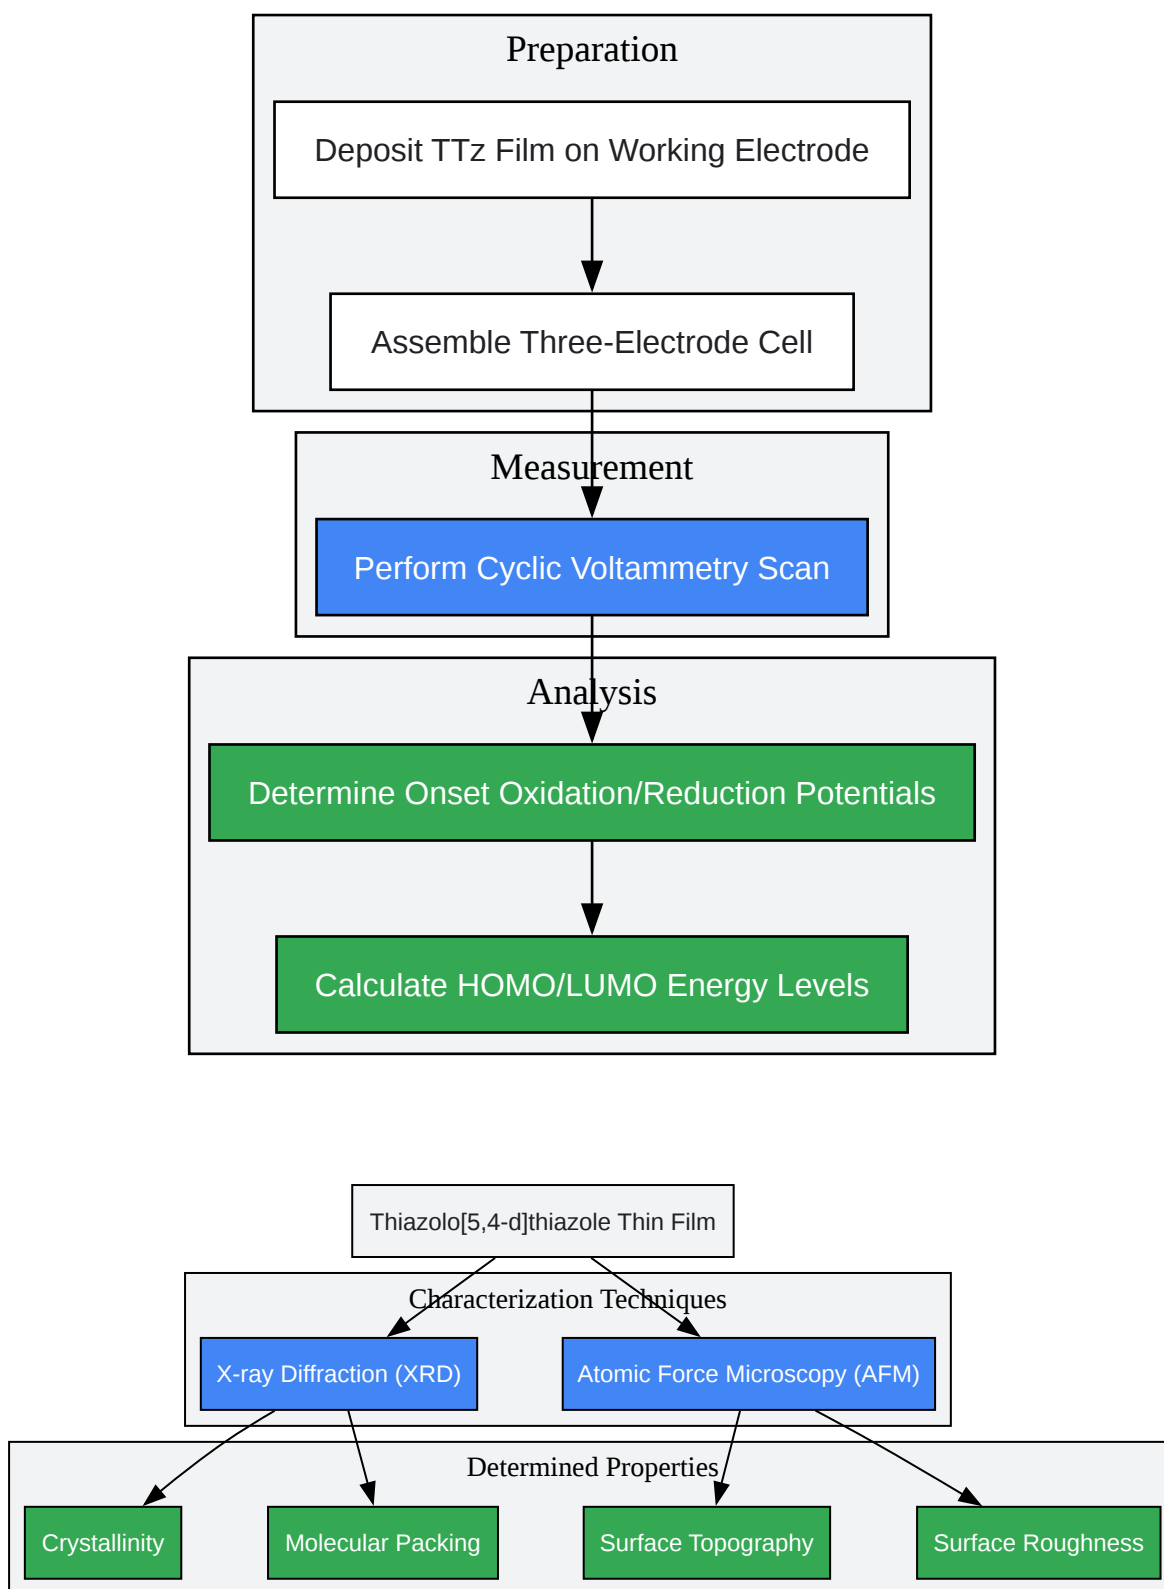 Preparation
Deposit TTz Film on Working Electrode
Assemble Three-Electrode Cell
Measurement
Perform Cyclic Voltammetry Scan
Analysis
Determine Onset Oxidation/Reduction Potentials
Calculate HOMO/LUMO Energy Levels
Thiazolo[5,4-d]thiazole Thin Film
Characterization Techniques
X-ray Diffraction (XRD)
Atomic Force Microscopy (AFM)
Determined Properties
Crystallinity
Molecular Packing
Surface Topography
Surface Roughness